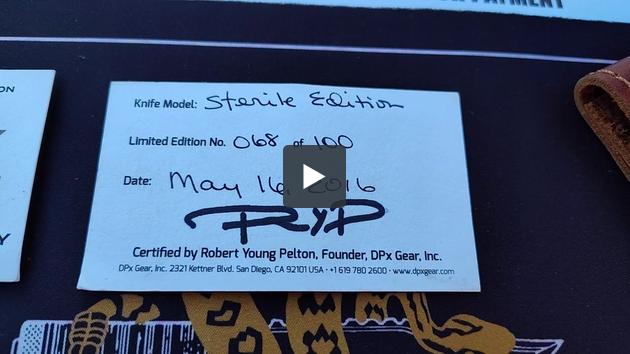 PAYMENT
ON
Knife Model: Sterile Edition
Limited Edition No. 068 of 100
Date: May 16, 2016
RYP
Certified by Robert Young Pelton, Founder, DPx Gear, Inc.
DPx Gear, Inc. 2321 Kettner Blvd. San Diego, CA 92101 USA • +1 619 780 2600 • www.dpxgear.com
Y